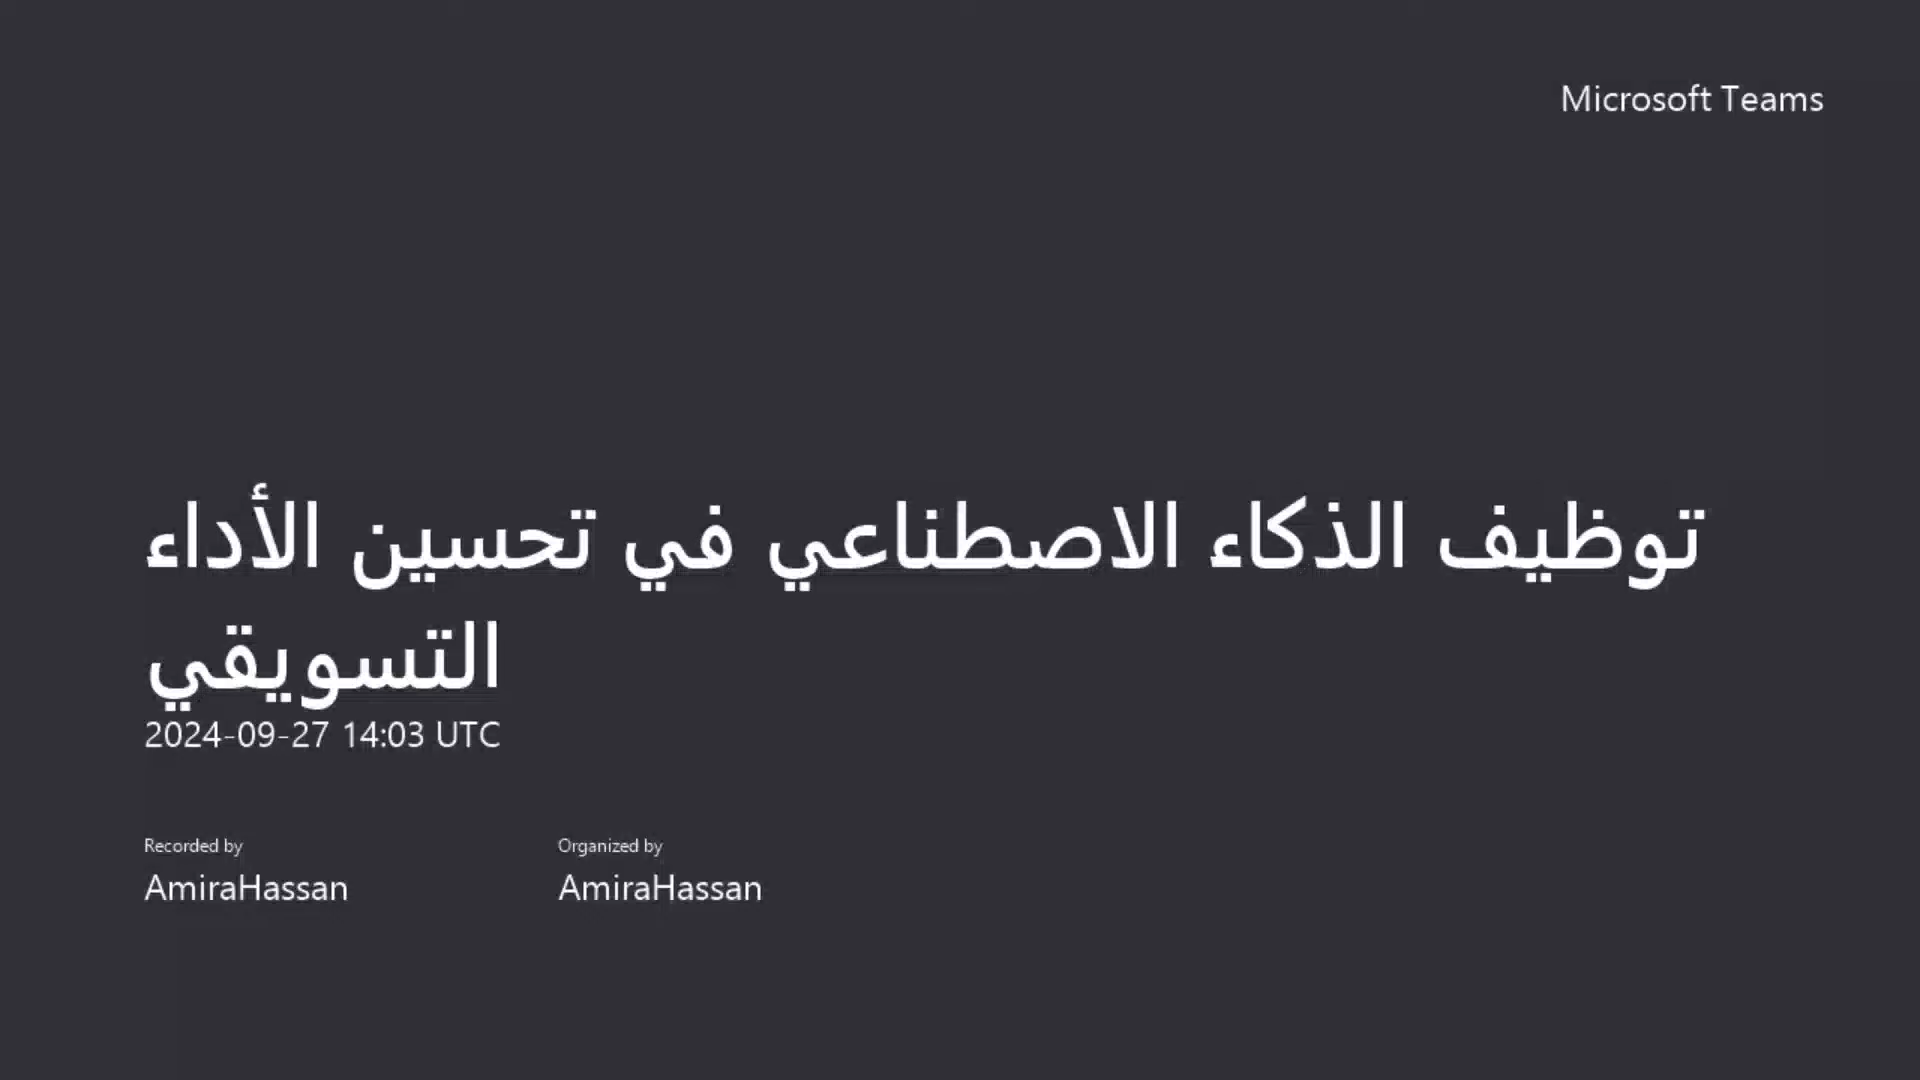 Microsoft Teams
توظيف الذكاء الاصطناعي في تحسين الأداء
التسويقي
2024-09-27 14:03 UTC
Recorded by
AmiraHassan
Organized by
AmiraHassan